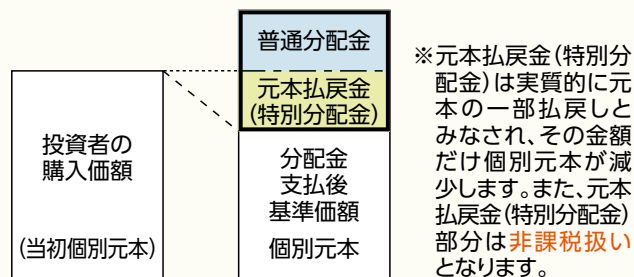 投資者の
購入価額
(当初個別元本)
普通分配金
元本払戻金
(特別分配金)
分配金
支払後
基準価額
個別元本
※元本払戻金(特別分
配金)は実質的に元
本の一部払戻しと
みなされ、その金額
だけ個別元本が減
少します。また、元本
払戻金(特別分配金)
部分は非課税扱い
となります。